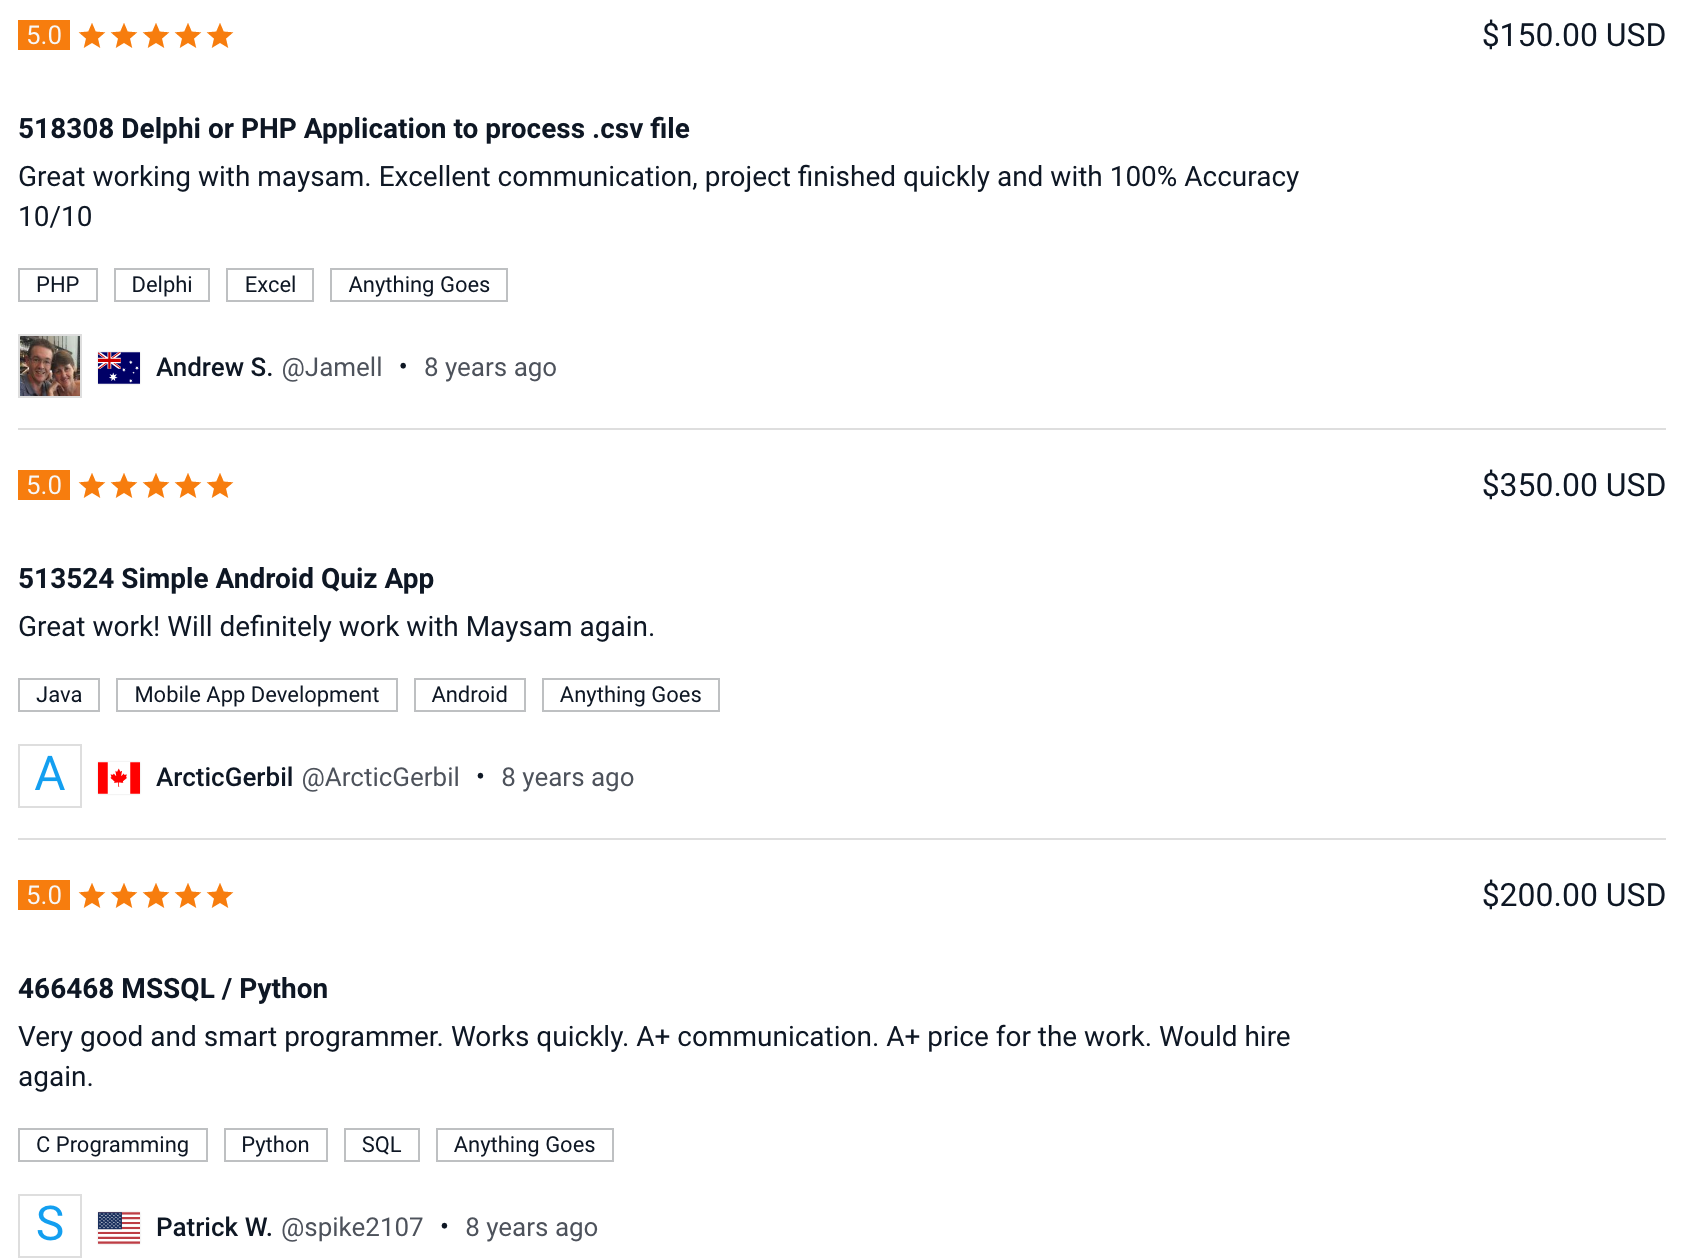 5.0
$150.00 USD
518308 Delphi or PHP Application to process .csv file
Great working with maysam. Excellent communication, project finished quickly and with 100% Accuracy
10/10
PHP Delphi Excel Anything Goes
Andrew S. @Jamell • 8 years ago
5.0
$350.00 USD
513524 Simple Android Quiz App
Great work! Will definitely work with Maysam again.
Java Mobile App Development Android Anything Goes
A ArcticGerbil @ArcticGerbil • 8 years ago
5.0
$200.00 USD
466468 MSSQL / Python
Very good and smart programmer. Works quickly. A+ communication. A+ price for the work. Would hire
again.
C Programming Python SQL Anything Goes
S Patrick W. @spike2107 • 8 years ago